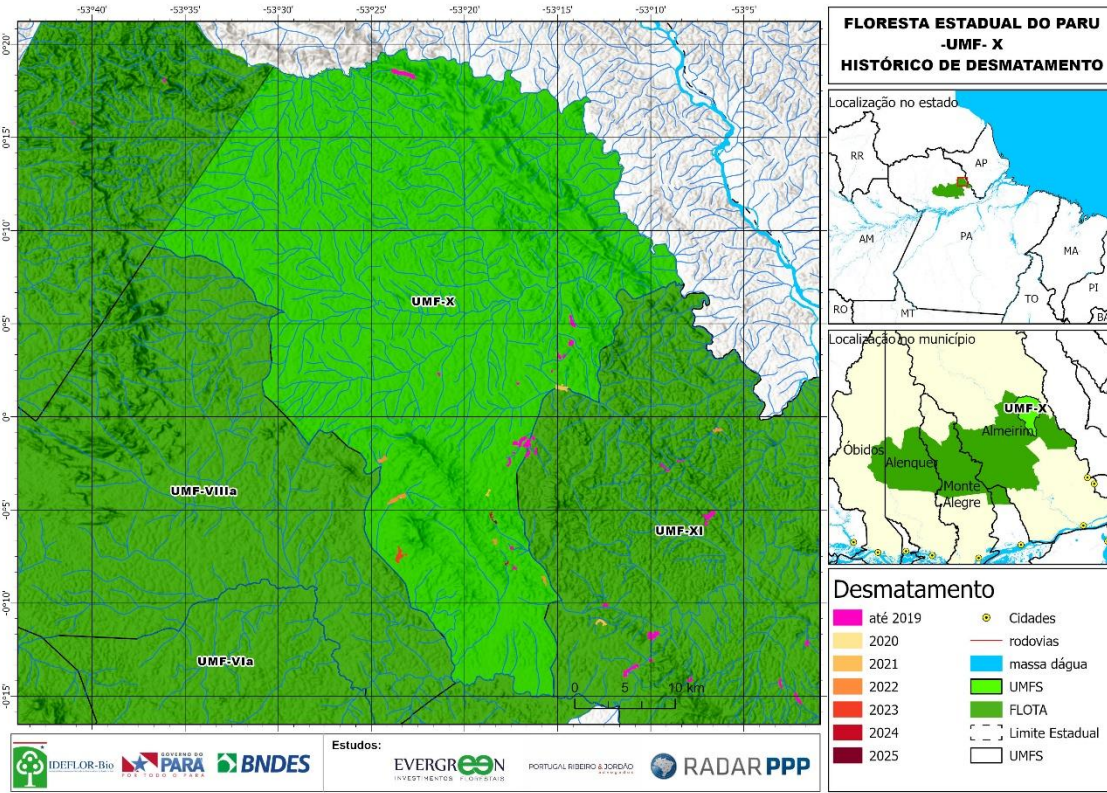 -53°40'
-53°35'
-53°30'
-53°25'
-53°20'
-53°15'
-53°10'
-53°5'
0°20'
0°15'
0°10'
0°5'
0°
-0°5'
-0°10'
-0°15'
UMF-X
UMF-VIIIa
UMF-XI
UMF-VIa
0 5 10 km
FLORESTA ESTADUAL DO PARU
-UMF- X
HISTÓRICO DE DESMATAMENTO
Localização no estado
RR
AP
AM
PA
MA
PI
RO
MT
TO
BA
Localização no município
UMF-X
Almeirim
Óbidos
Alenquer
Monte
Alegre
Desmatamento
até 2019
2020
2021
2022
2023
2024
2025
Cidades
rodovias
massa dágua
UMFS
FLOTA
Limite Estadual
UMFS
IDEFLOR-Bio
GOVERNO DO
PARÁ
POR TODO O PARÁ
BNDES
Estudos:
EVERGREEN
INVESTIMENTOS FLORESTAIS
PORTUGAL RIBEIRO & JORDÃO
advogados
RADAR PPP